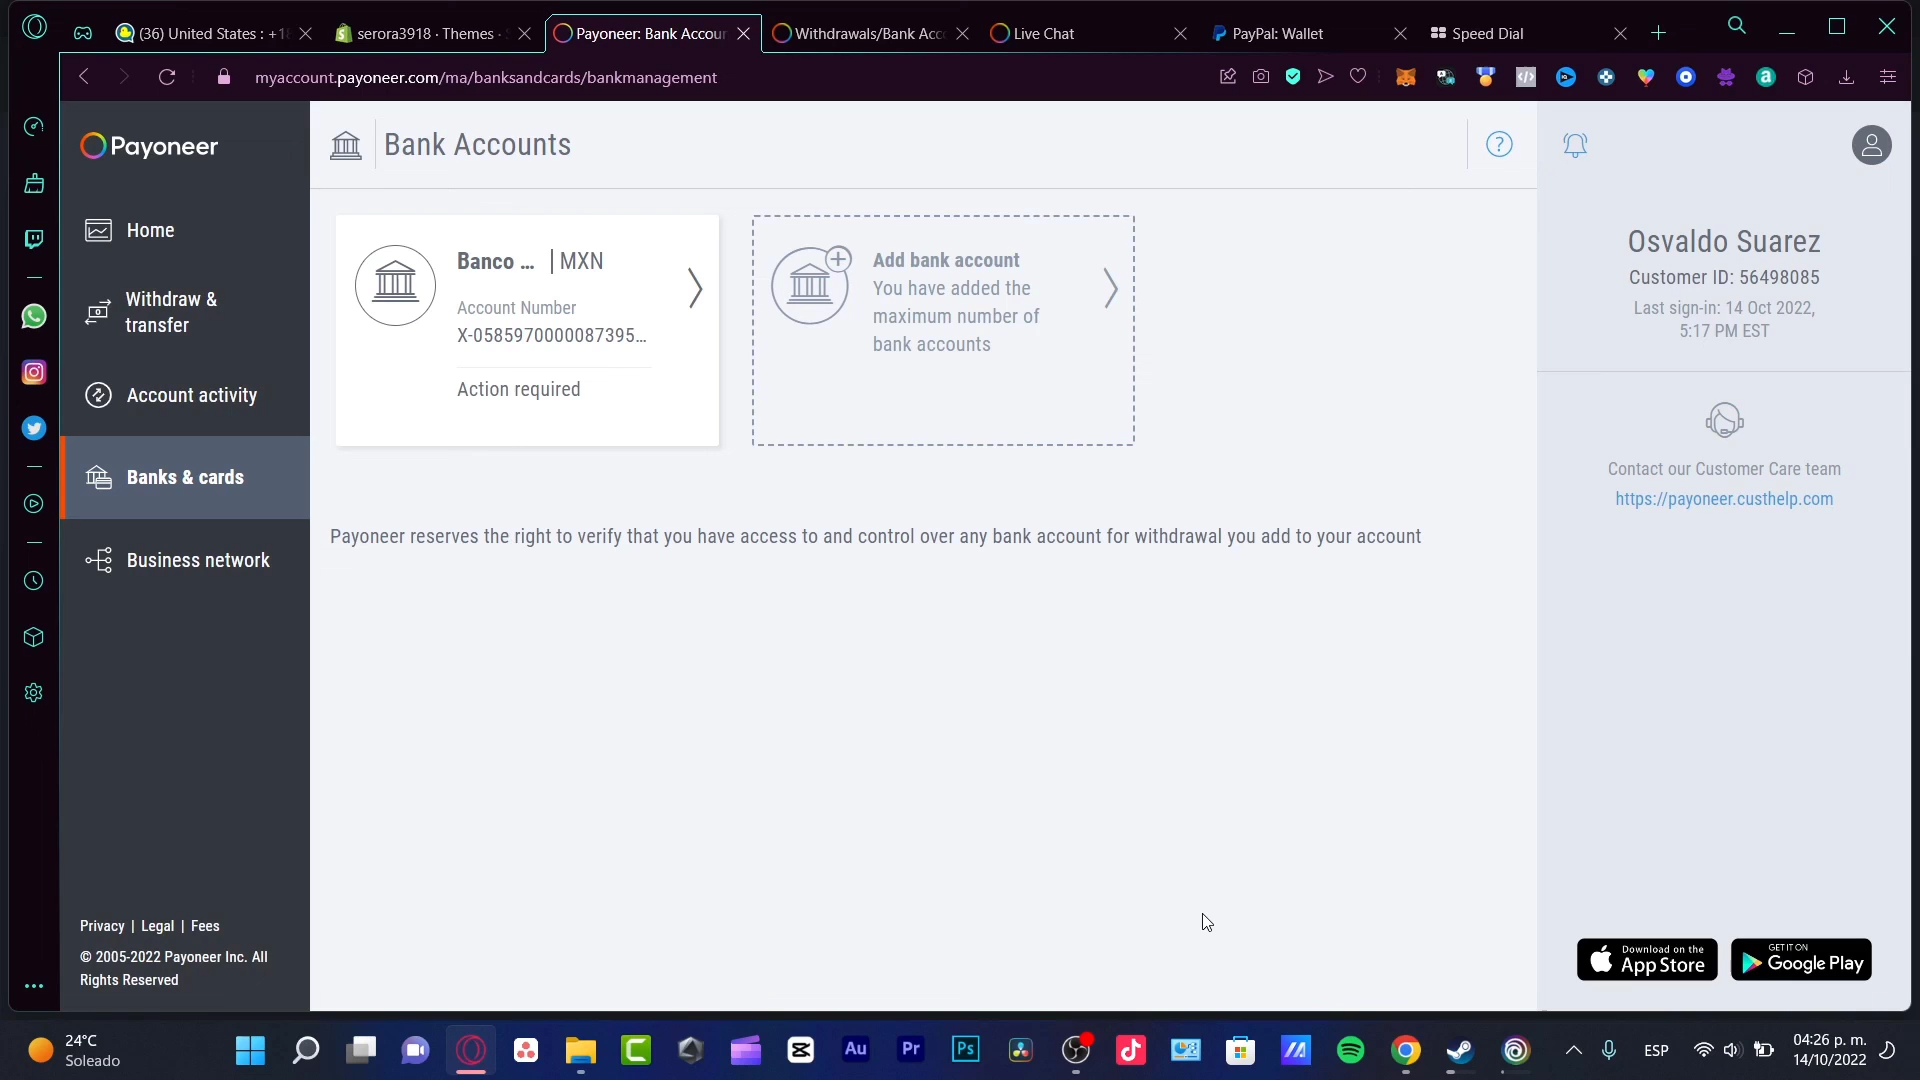 (36) United States : +1
serora3918 · Themes ·
Payoneer: Bank Accour
Withdrawals/Bank Acc
Live Chat
PayPal: Wallet
Speed Dial
myaccount.payoneer.com/ma/banksandcards/bankmanagement
Payoneer
Home
Withdraw &
transfer
Account activity
Banks & cards
Business network
Privacy | Legal | Fees
© 2005-2022 Payoneer Inc. All
Rights Reserved
Bank Accounts
?
Banco ... | MXN
Account Number
X-0585970000087395...
Action required
Add bank account
You have added the
maximum number of
bank accounts
Payoneer reserves the right to verify that you have access to and control over any bank account for withdrawal you add to your account
Osvaldo Suarez
Customer ID: 56498085
Last sign-in: 14 Oct 2022,
5:17 PM EST
Contact our Customer Care team
https://payoneer.custhelp.com
Download on the
App Store
GET IT ON
Google Play
24°C
Soleado
Au
Pr
Ps
ESP
04:26 p. m.
14/10/2022